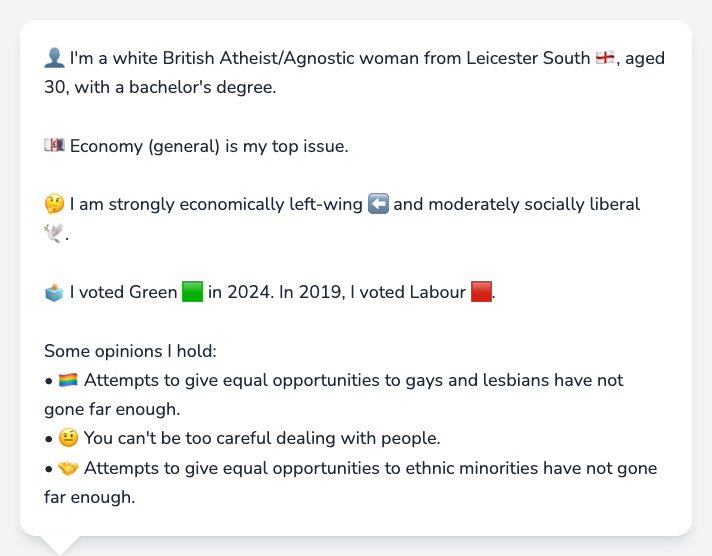 👤 I'm a white British Atheist/Agnostic woman from Leicester South 🏴󠁧󠁢󠁥󠁮󠁧󠁿, aged
30, with a bachelor's degree.
💷 Economy (general) is my top issue.
🤔 I am strongly economically left-wing ⬅️ and moderately socially liberal
🕊️.
🗳️ I voted Green 🟩 in 2024. In 2019, I voted Labour 🟥.
Some opinions I hold:
• 🏳️‍🌈 Attempts to give equal opportunities to gays and lesbians have not
gone far enough.
• 🤨 You can't be too careful dealing with people.
• 🤝 Attempts to give equal opportunities to ethnic minorities have not gone
far enough.